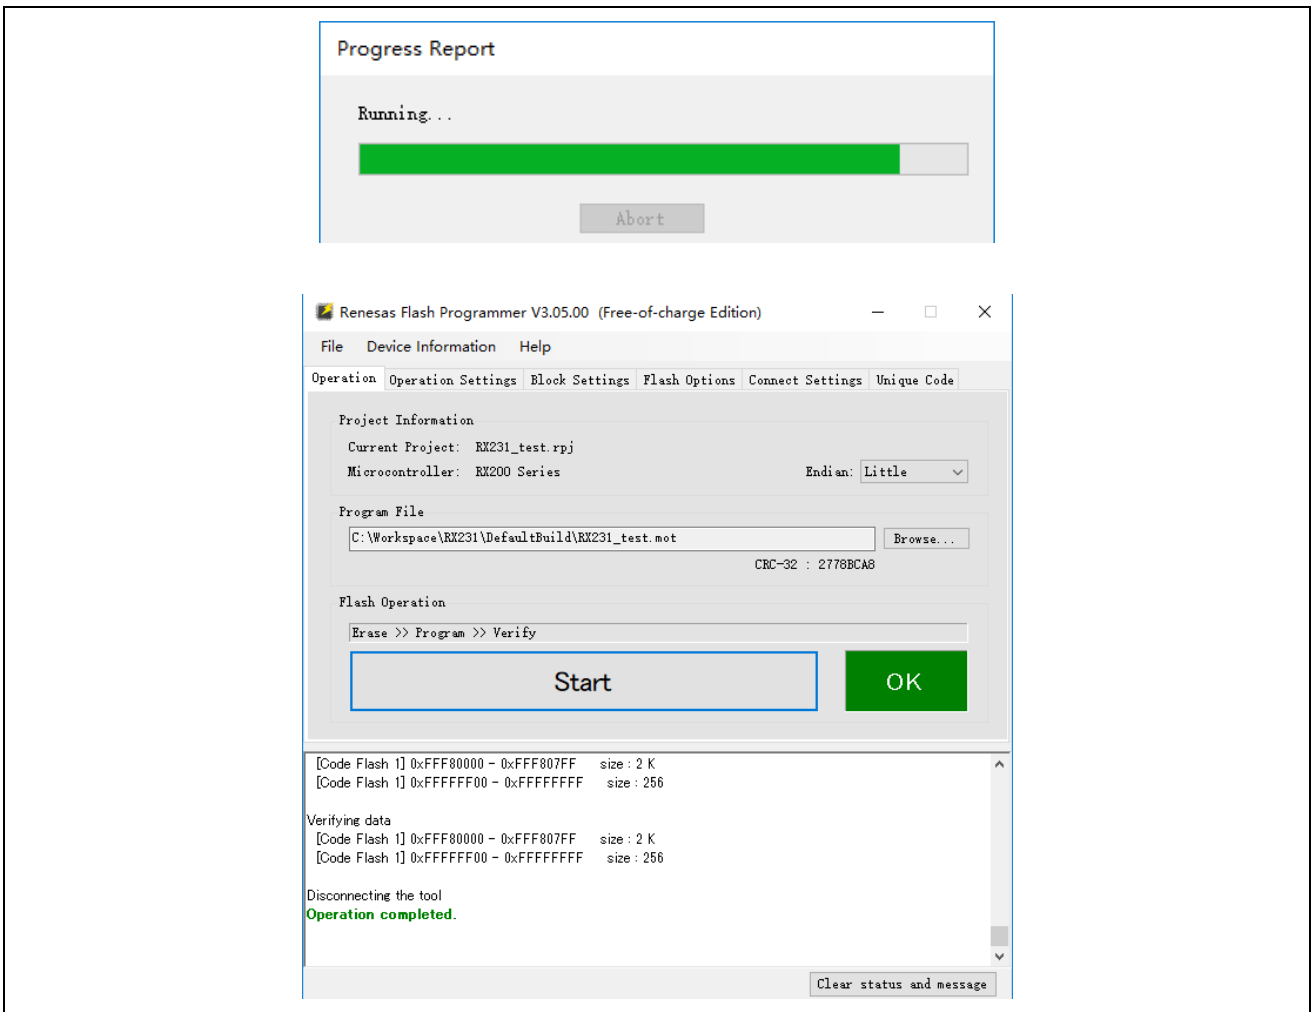 Progress Report
Running...
Abort
Renesas Flash Programmer V3.05.00 (Free-of-charge Edition)
File Device Information Help
Operation Operation Settings Block Settings Flash Options Connect Settings Unique Code
Project Information
Current Project: RX231_test.rpj
Microcontroller: RX200 Series Endian: Little
Program File
C:\Workspace\RX231\DefaultBuild\RX231_test.mot Browse...
CRC-32 : 2778BCA8
Flash Operation
Erase >> Program >> Verify
Start OK
[Code Flash 1] 0xFFF80000 - 0xFFF807FF size : 2 K
[Code Flash 1] 0xFFFFFF00 - 0xFFFFFFFF size : 256
Verifying data
[Code Flash 1] 0xFFF80000 - 0xFFF807FF size : 2 K
[Code Flash 1] 0xFFFFFF00 - 0xFFFFFFFF size : 256
Disconnecting the tool
Operation completed.
Clear status and message